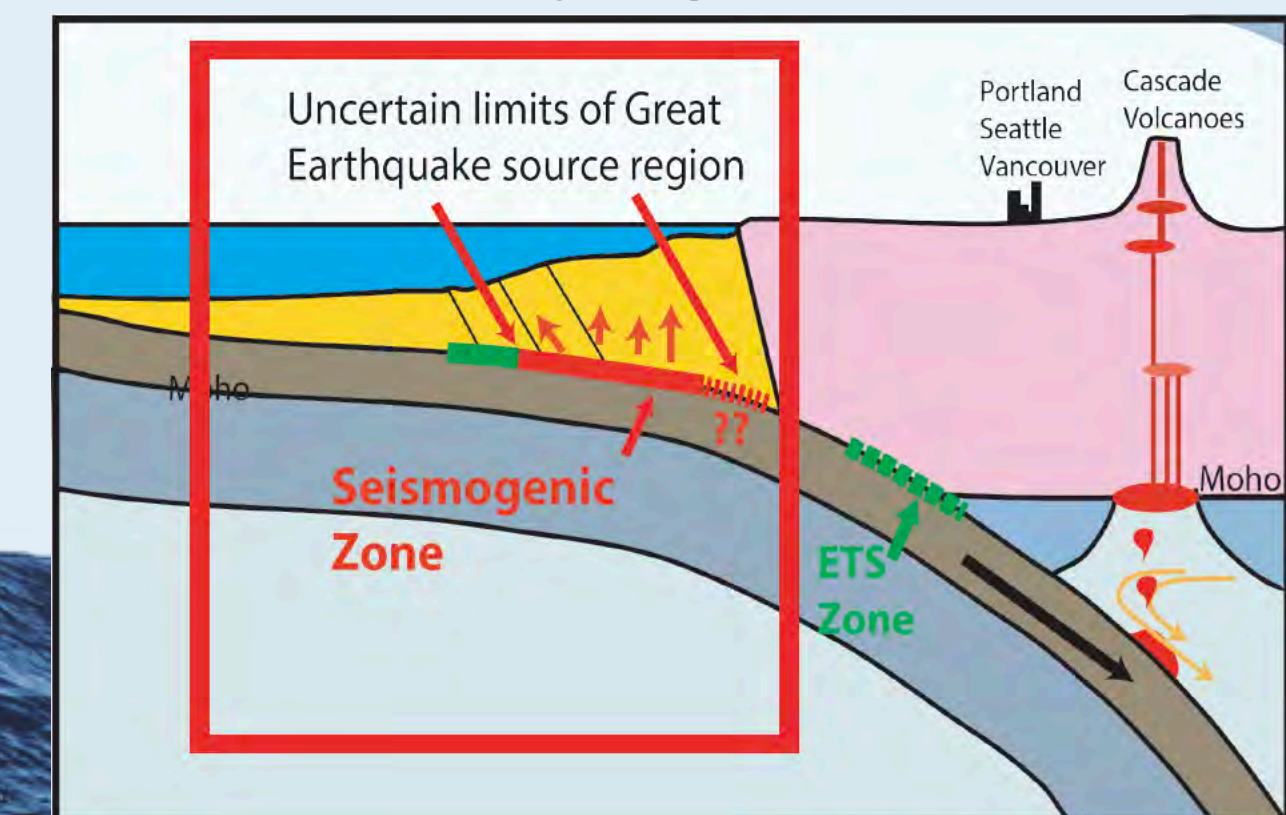 Uncertain limits of Great
Earthquake source region
Portland
Seattle
Vancouver
Cascade
Volcanoes
Moho
??
Seismogenic
Zone
Moho
ETS
Zone